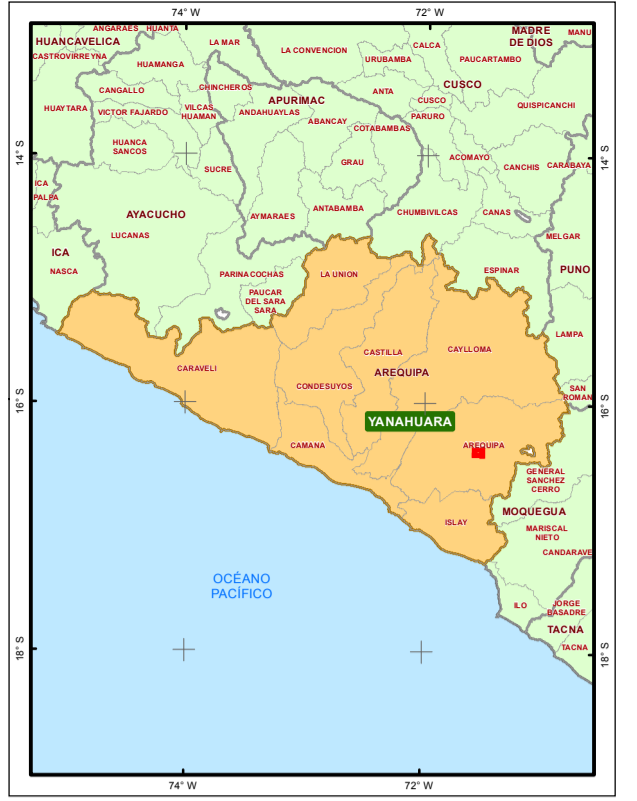 74° W
72° W
ANGARAES
HUANTA
MADRE
DE DIOS
MANU
HUANCAVELICA
LA MAR
LA CONVENCION
CALCA
CASTROVIRREYNA
HUAMANGA
URUBAMBA
PAUCARTAMBO
CANGALLO
CHINCHEROS
ANTA
CUSCO
HUAYTARA
VICTOR FAJARDO
VILCAS
HUAMAN
APURIMAC
ANDAHUAYLAS
ABANCAY
CUSCO
PARURO
QUISPICANCHI
COTABAMBAS
14° S
HUANCA
SANCOS
SUCRE
GRAU
ACOMAYO
CANCHIS
CARABAYA
14° S
ICA
PALPA
AYACUCHO
LUCANAS
AYMARAES
ANTABAMBA
CHUMBIVILCAS
CANAS
MELGAR
ICA
NASCA
PARINACOCHAS
LA UNION
ESPINAR
PUNO
PAUCAR
DEL SARA
SARA
LAMPA
CARAVELI
CASTILLA
CAYLLOMA
AREQUIPA
CONDESUYOS
SAN
ROMAN
16° S
16° S
YANAHUARA
CAMANA
AREQUIPA
GENERAL
SANCHEZ
CERRO
MOQUEGUA
ISLAY
MARISCAL
NIETO
CANDARAVE
OCÉANO
PACÍFICO
ILO
JORGE
BASADRE
TACNA
TACNA
18° S
18° S
74° W
72° W